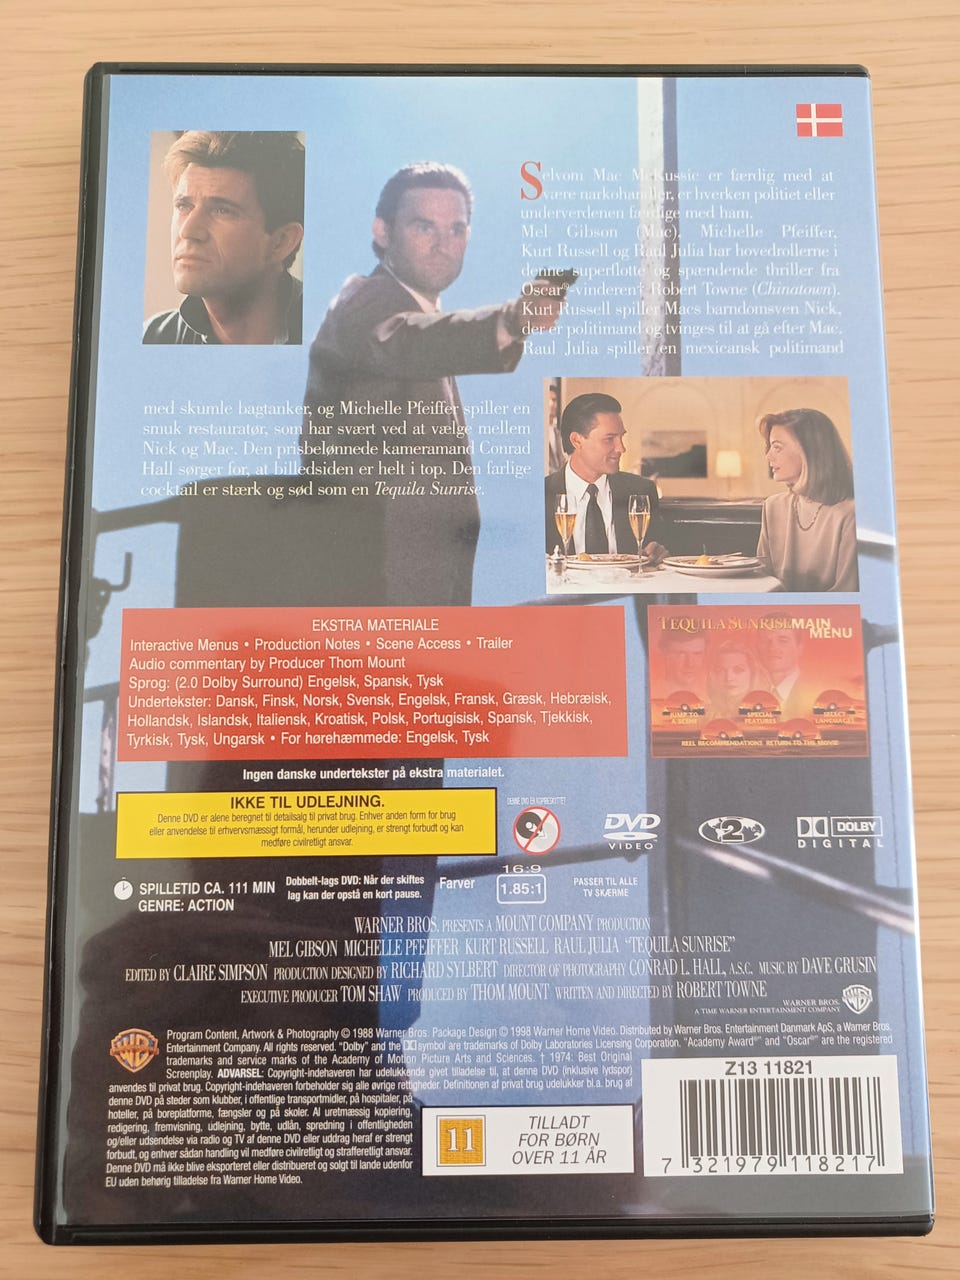 Selvom Mac McKussic er færdig med at
være narkohandler, er hverken politiet eller
underverdenen færdige med ham.
Mel Gibson (Mac), Michelle Pfeiffer,
Kurt Russell og Raul Julia har hovedrollerne i
denne superflotte og spændende thriller fra
Oscar®-vinderen† Robert Towne (Chinatown).
Kurt Russell spiller Macs barndomsven Nick,
der er politimand og tvinges til at gå efter Mac.
Raul Julia spiller en mexicansk politimand
med skumle bagtanker, og Michelle Pfeiffer spiller en
smuk restauratør, som har svært ved at vælge mellem
Nick og Mac. Den prisbelønnede kameramand Conrad
Hall sørger for, at billedsiden er helt i top. Den farlige
cocktail er stærk og sød som en Tequila Sunrise.
EKSTRA MATERIALE
Interactive Menus • Production Notes • Scene Access • Trailer
Audio commentary by Producer Thom Mount
Sprog: (2.0 Dolby Surround) Engelsk, Spansk, Tysk
Undertekster: Dansk, Finsk, Norsk, Svensk, Engelsk, Fransk, Græsk, Hebræisk,
Hollandsk, Islandsk, Italiensk, Kroatisk, Polsk, Portugisisk, Spansk, Tjekkisk,
Tyrkisk, Tysk, Ungarsk • For hørehæmmede: Engelsk, Tysk
TEQUILA SUNRISE MAIN
MENU
JUMP TO
A SCENE
SPECIAL
FEATURES
SELECT
LANGUAGES
REEL RECOMMENDATIONS RETURN TO THE MOVIE
Ingen danske undertekster på ekstra materialet.
IKKE TIL UDLEJNING.
Denne DVD er alene beregnet til detailsalg til privat brug. Enhver anden form for brug
eller anvendelse til erhvervsmæssigt formål, herunder udlejning, er strengt forbudt og kan
medføre civilretligt ansvar.
DENNE DVD ER KOPIBESKYTTET
DVD
VIDEO
2
DOLBY
DIGITAL
SPILLETID CA. 111 MIN
GENRE: ACTION
Dobbelt-lags DVD: Når der skiftes
lag kan der opstå en kort pause.
Farver
16:9
1.85:1
PASSER TIL ALLE
TV SKÆRME
WARNER BROS. PRESENTS A MOUNT COMPANY PRODUCTION
MEL GIBSON MICHELLE PFEIFFER KURT RUSSELL RAUL JULIA "TEQUILA SUNRISE"
EDITED BY CLAIRE SIMPSON PRODUCTION DESIGNED BY RICHARD SYLBERT DIRECTOR OF PHOTOGRAPHY CONRAD L. HALL, A.S.C. MUSIC BY DAVE GRUSIN
EXECUTIVE PRODUCER TOM SHAW PRODUCED BY THOM MOUNT WRITTEN AND DIRECTED BY ROBERT TOWNE
WARNER BROS.
A TIME WARNER ENTERTAINMENT COMPANY
Program Content, Artwork & Photography © 1988 Warner Bros. Package Design © 1998 Warner Home Video. Distributed by Warner Bros. Entertainment Danmark ApS, a Warner Bros.
Entertainment Company. All rights reserved. "Dolby" and the symbol are trademarks of Dolby Laboratories Licensing Corporation. "Academy Award®" and "Oscar®" are the registered
trademarks and service marks of the Academy of Motion Picture Arts and Sciences. † 1974: Best Original
Screenplay. ADVARSEL: Copyright-indehaveren har udelukkende givet tilladelse til, at denne DVD (inklusive lydspor)
anvendes til privat brug. Copyright-indehaveren forbeholder sig alle øvrige rettigheder. Definitionen af privat brug udelukker bl.a. brug af
denne DVD på steder som klubber, i offentlige transportmidler, på hospitaler, på
hoteller, på boreplatforme, fængsler og på skoler. Al uretmæssig kopiering,
redigering, fremvisning, udlejning, bytte, udlån, spredning i offentligheden
og/eller udsendelse via radio og TV af denne DVD eller uddrag heraf er strengt
forbudt, og enhver sådan handling vil medføre civilretligt og strafferetligt ansvar.
Denne DVD må ikke blive eksporteret eller distribueret og solgt til lande udenfor
EU uden behørig tilladelse fra Warner Home Video.
11
TILLADT
FOR BØRN
OVER 11 ÅR
Z13 11821
7 321979 118217